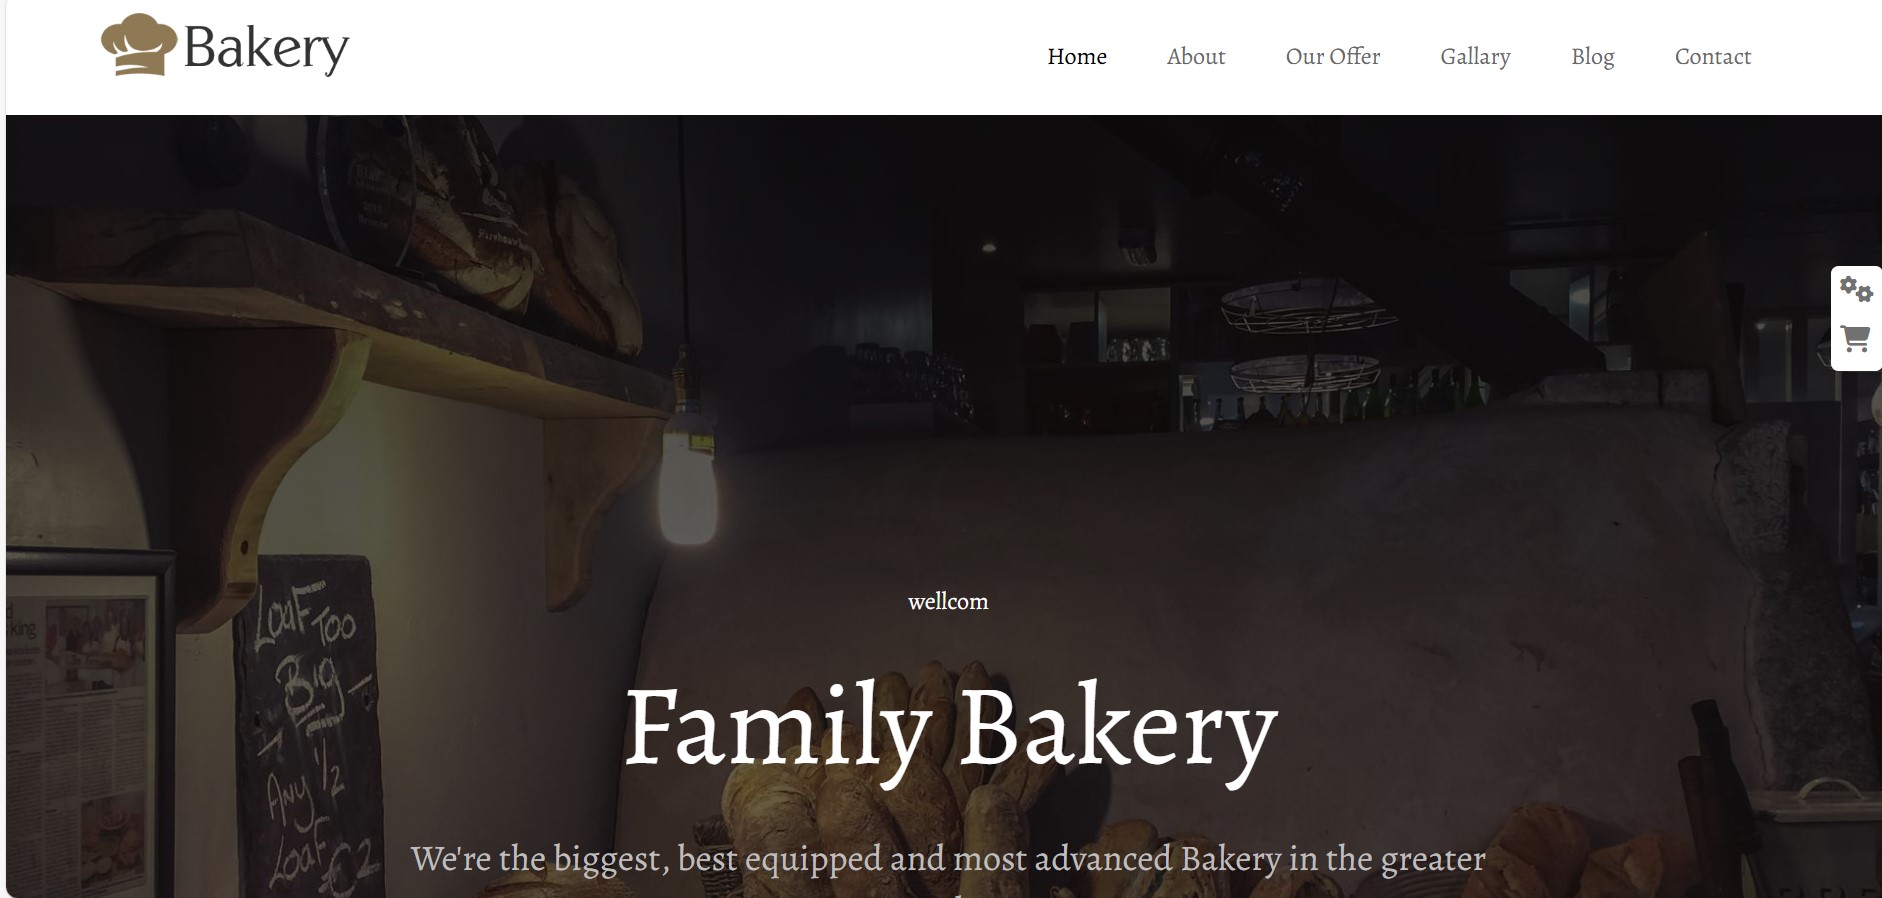 Bakery
Home About Our Offer Gallary Blog Contact
wellcom
Family Bakery
We're the biggest, best equipped and most advanced Bakery in the greater
Loaf Too
Big
Any 1/2
Loaf €2
king